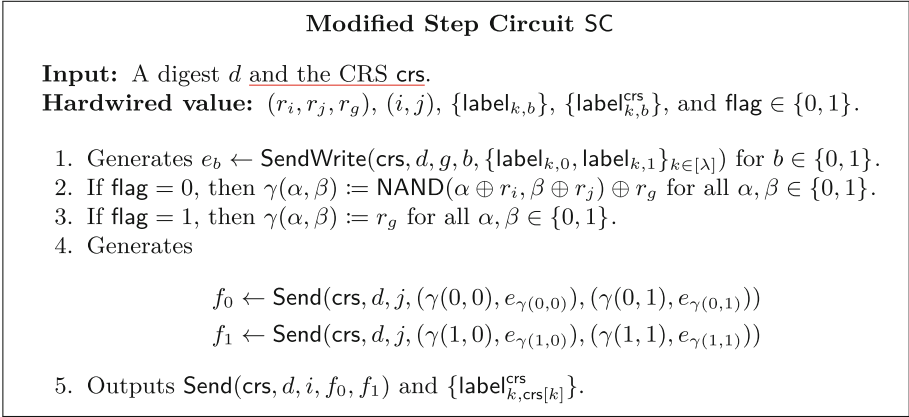 Modified Step Circuit SC
Input: A digest d and the CRS crs.
Hardwired value: (r_i, r_j, r_g), (i, j), {label_{k,b}}, {label^{crs}_{k,b}}, and flag ∈ {0, 1}.
1. Generates e_b ← SendWrite(crs, d, g, b, {label_{k,0}, label_{k,1}}_{k∈[λ]}) for b ∈ {0, 1}.
2. If flag = 0, then γ(α, β) := NAND(α ⊕ r_i, β ⊕ r_j) ⊕ r_g for all α, β ∈ {0, 1}.
3. If flag = 1, then γ(α, β) := r_g for all α, β ∈ {0, 1}.
4. Generates
f_0 ← Send(crs, d, j, (γ(0, 0), e_{γ(0,0)}), (γ(0, 1), e_{γ(0,1)}))
f_1 ← Send(crs, d, j, (γ(1, 0), e_{γ(1,0)}), (γ(1, 1), e_{γ(1,1)}))
5. Outputs Send(crs, d, i, f_0, f_1) and {label^{crs}_{k,crs[k]}}.